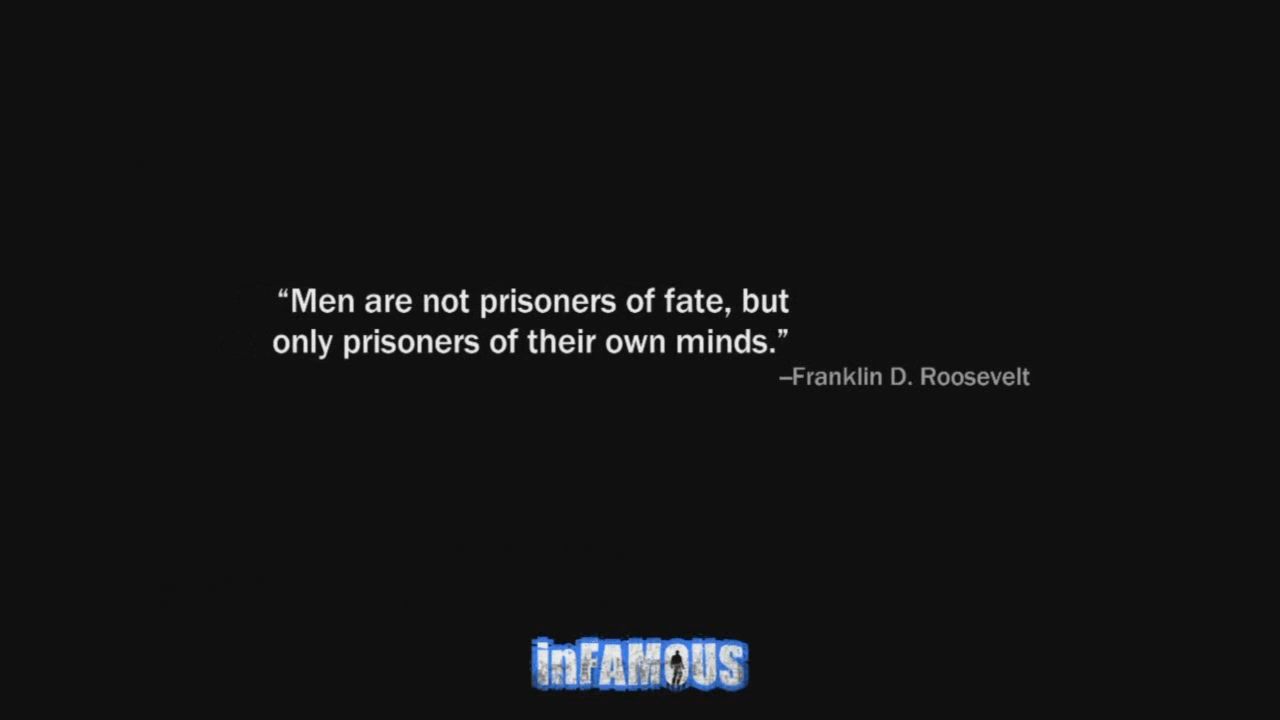 “Men are not prisoners of fate, but
only prisoners of their own minds.”
–Franklin D. Roosevelt
inFAMOUS